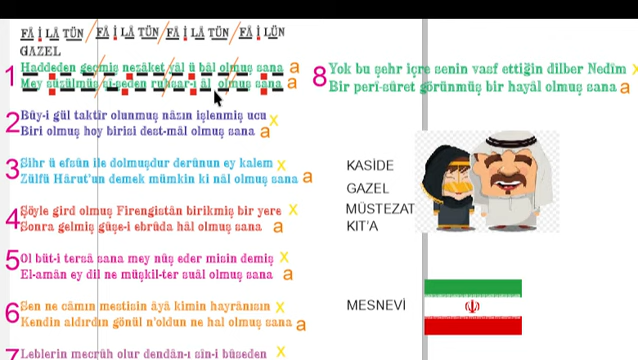 FÂ İ LÂ TÜN / FÂ İ LÂ TÜN / FÂ İ LÂ TÜN / FÂ İ LÜN
GAZEL
1 Haddeden geçmiş nezâket yâl ü bâl olmuş sana a
Mey süzülmüş şi-şeden ruhsar-ı âl olmuş sana a
2 Bûy-i gül taktîr olunmuş nâzın işlenmiş ucu x
Biri olmuş hoy birisi dest-mâl olmuş sana a
3 Sihr ü efsûn ile dolmuşdur derûnun ey kalem x
Zülfü Hârut'un demek mümkin ki nâl olmuş sana a
4 Şöyle gird olmuş Firengistân birikmiş bir yere x
Sonra gelmiş gûşe-i ebrûda hâl olmuş sana a
5 Ol büt-i tersâ sana mey nûş eder misin demiş x
El-amân ey dil ne müşkil-ter suâl olmuş sana a
6 Sen ne câmın mestisin âyâ kimin hayrânısın x
Kendin aldırdın gönül n'oldun ne hal olmuş sana a
7 Leblerin mecrûh olur dendân-ı sîn-i bûseden x
8 Yok bu şehr içre senin vasf ettiğin dilber Nedîm x
Bir perî-sûret görünmüş bir hayâl olmuş sana a
KASİDE
GAZEL
MÜSTEZAT
KIT'A
MESNEVİ